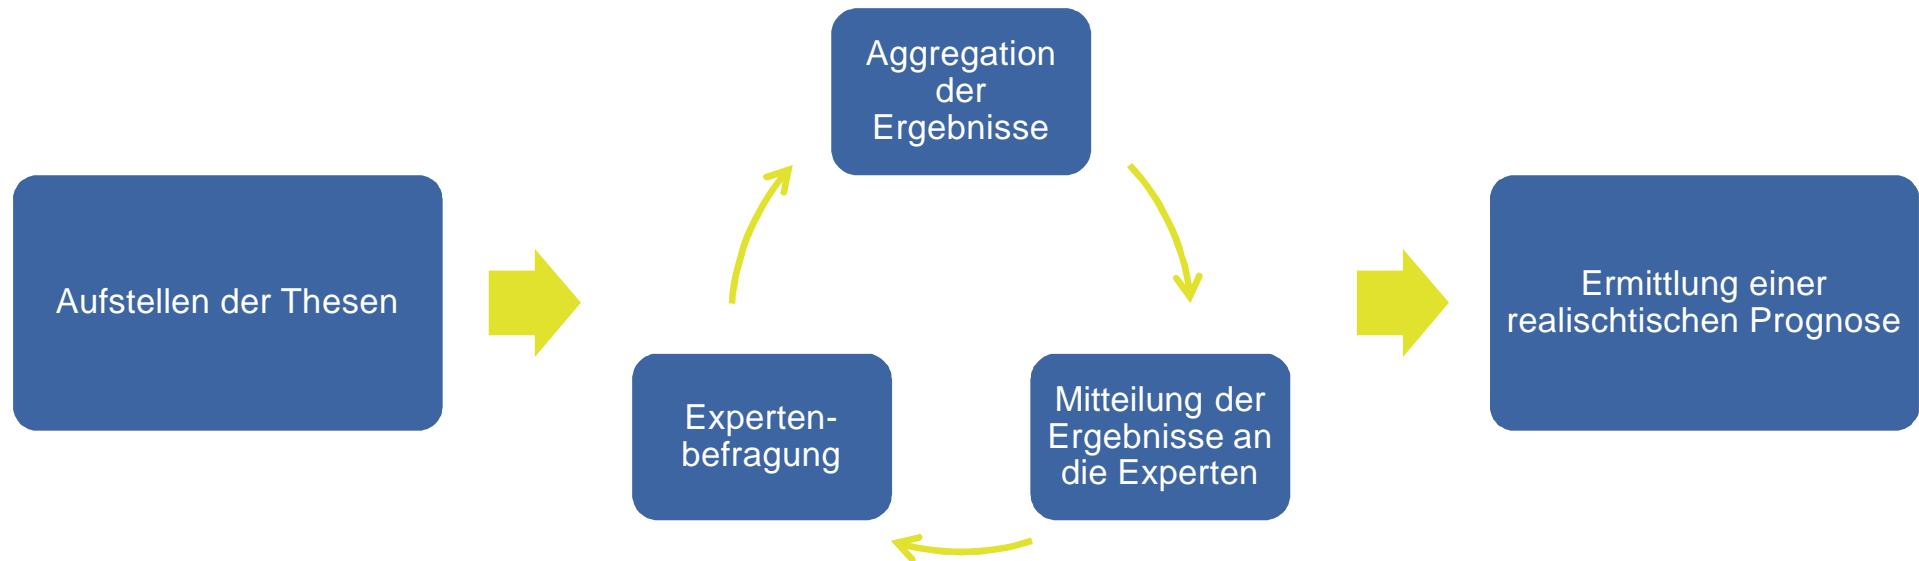 Aufstellen der Thesen
Aggregation
der
Ergebnisse
Experten-
befragung
Mitteilung der
Ergebnisse an
die Experten
Ermittlung einer
realischtischen Prognose